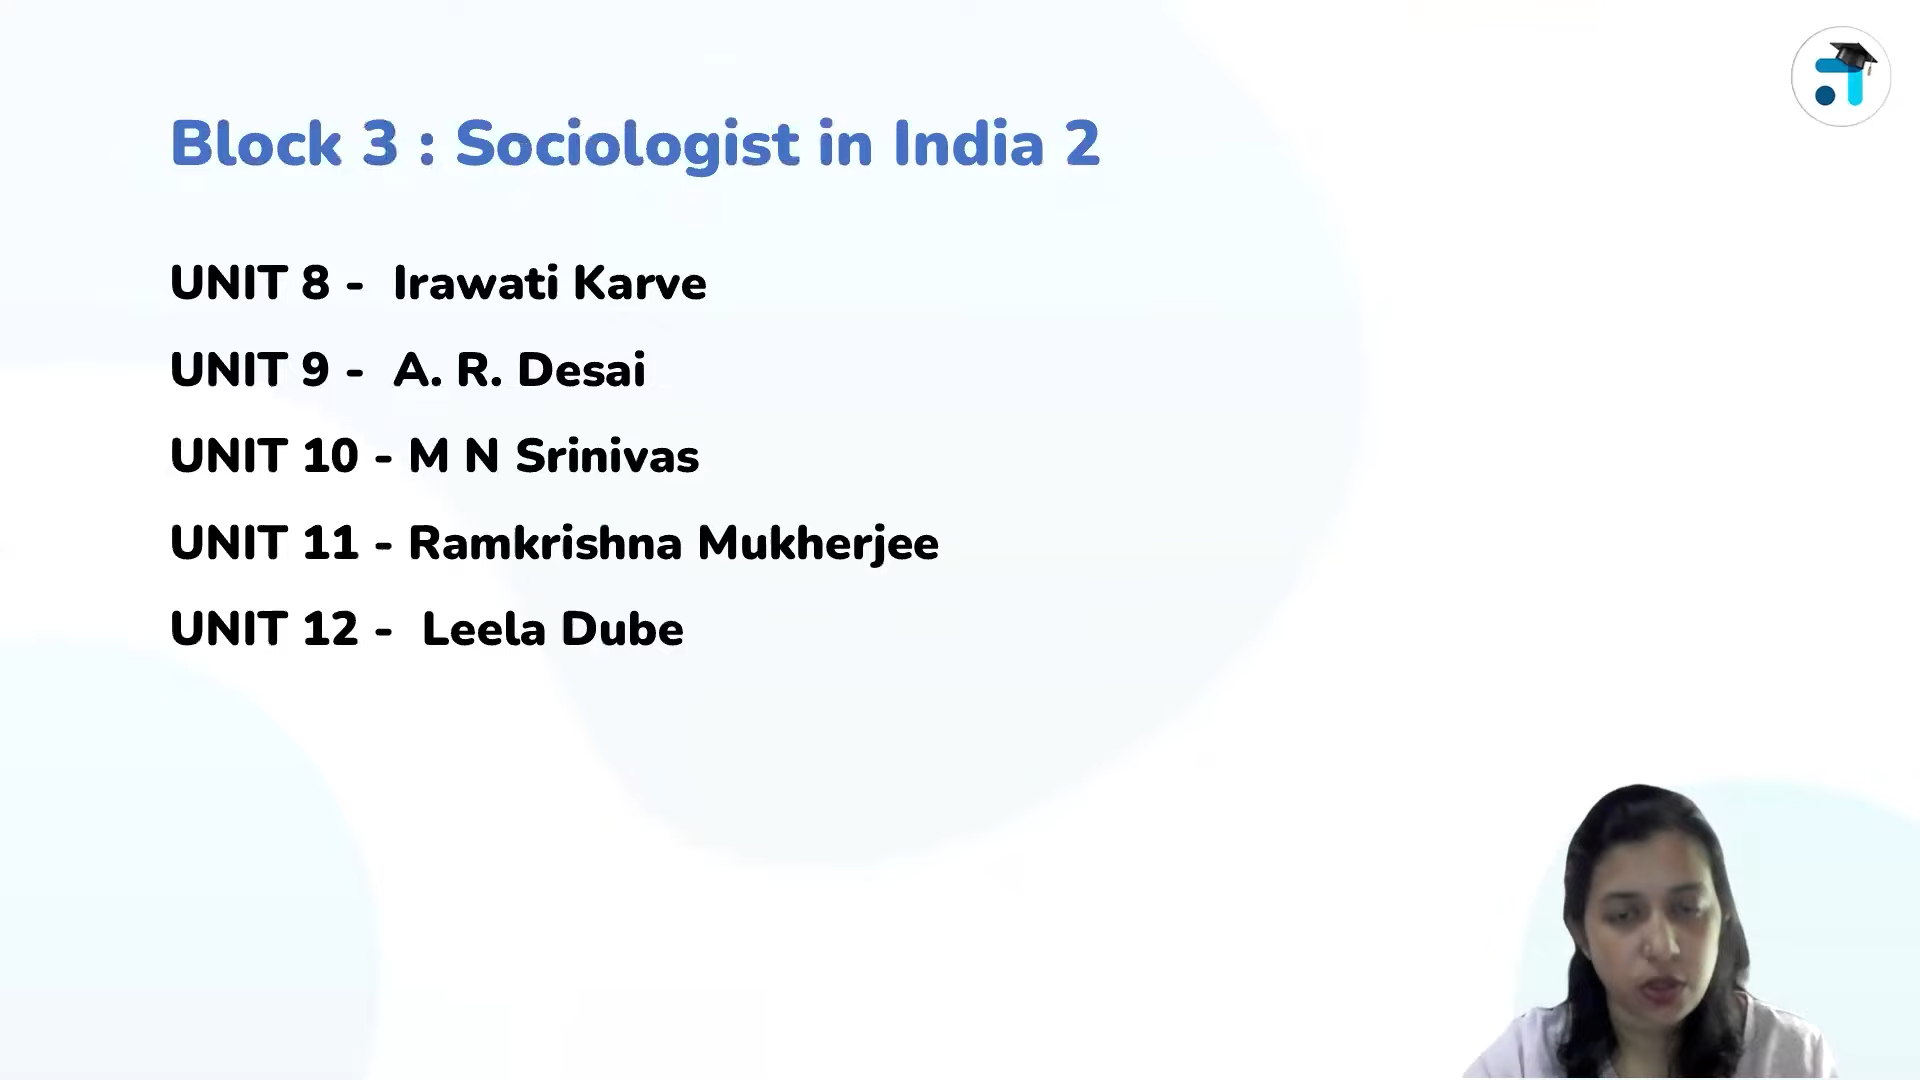 Block 3 : Sociologist in India 2
UNIT 8 - Irawati Karve
UNIT 9 - A. R. Desai
UNIT 10 - M N Srinivas
UNIT 11 - Ramkrishna Mukherjee
UNIT 12 - Leela Dube